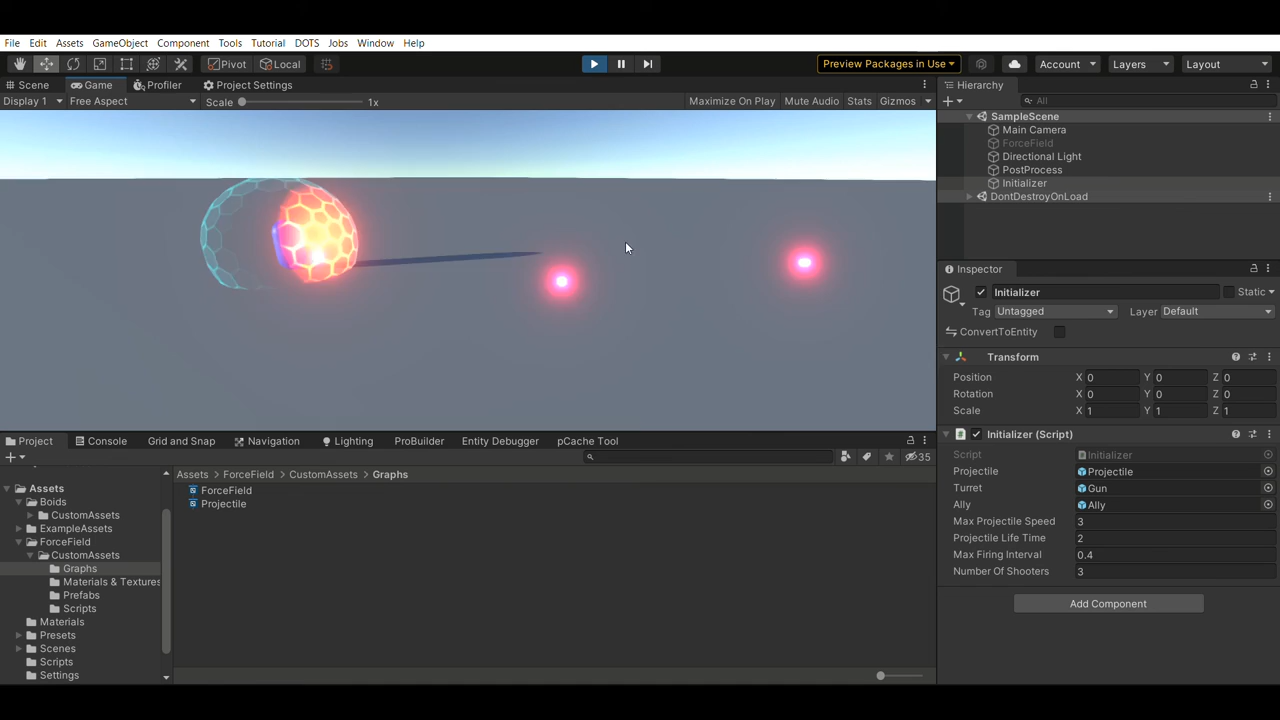 File Edit Assets GameObject Component Tools Tutorial DOTS Jobs Window Help
Pivot Local Preview Packages in Use Account Layers Layout
Scene Game Profiler Project Settings
Display 1 Free Aspect Scale 1x Maximize On Play Mute Audio Stats Gizmos
Hierarchy
All
SampleScene
Main Camera
ForceField
Directional Light
PostProcess
Initializer
DontDestroyOnLoad
Inspector
Initializer Static
Tag Untagged Layer Default
ConvertToEntity
Transform
Position X 0 Y 0 Z 0
Rotation X 0 Y 0 Z 0
Scale X 1 Y 1 Z 1
Initializer (Script)
Script Initializer
Projectile Projectile
Turret Gun
Ally Ally
Max Projectile Speed 3
Projectile Life Time 2
Max Firing Interval 0.4
Number Of Shooters 3
Add Component
Project Console Grid and Snap Navigation Lighting ProBuilder Entity Debugger pCache Tool
35
Assets
Boids
CustomAssets
ExampleAssets
ForceField
CustomAssets
Graphs
Materials & Textures
Prefabs
Scripts
Materials
Presets
Scenes
Scripts
Settings
Assets ForceField CustomAssets Graphs
ForceField
Projectile